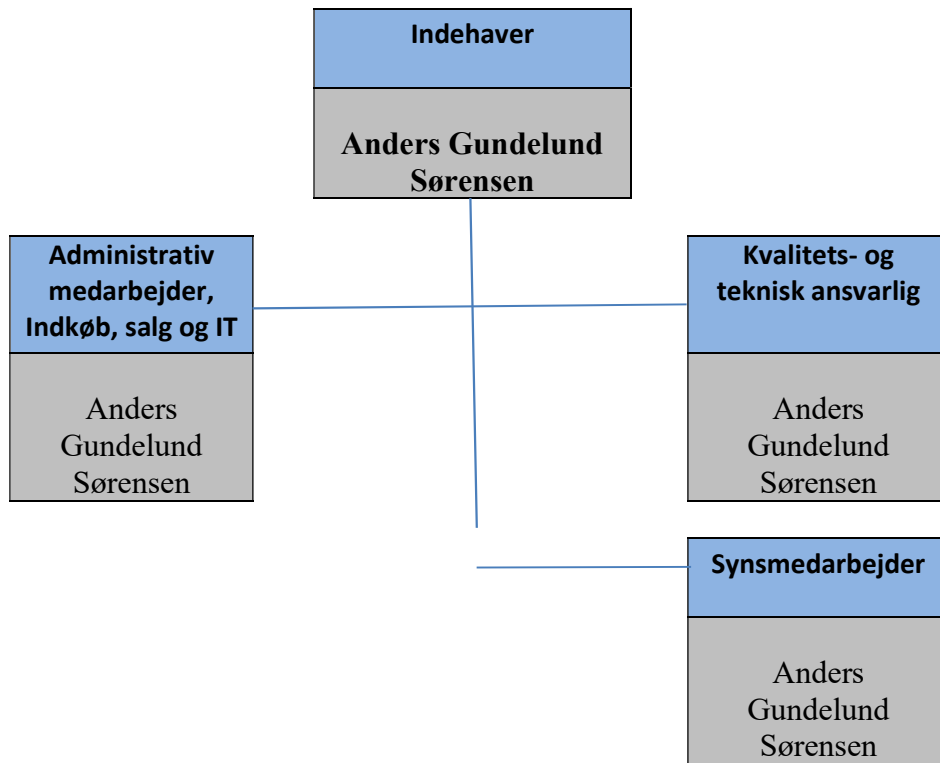 Indehaver
Anders Gundelund
Sørensen
Administrativ
medarbejder,
Indkøb, salg og IT
Anders
Gundelund
Sørensen
Kvalitets- og
teknisk ansvarlig
Anders
Gundelund
Sørensen
Synsmedarbejder
Anders
Gundelund
Sørensen